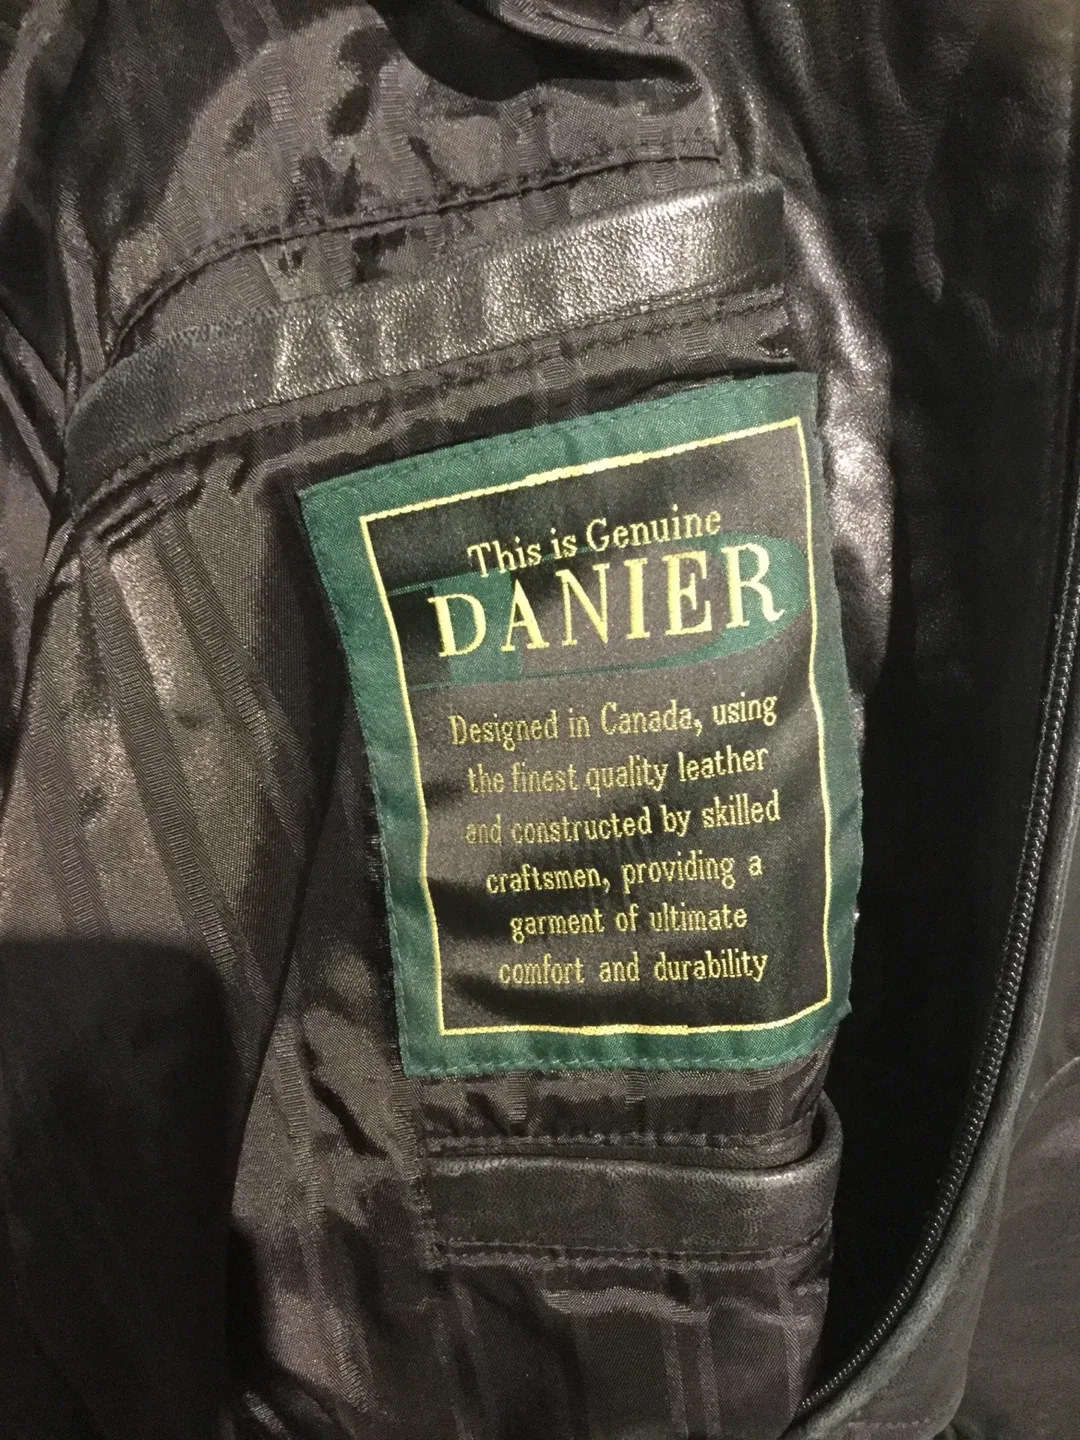 This is Genuine
DANIER
Designed in Canada, using
the finest quality leather
and constructed by skilled
craftsmen, providing a
garment of ultimate
comfort and durability